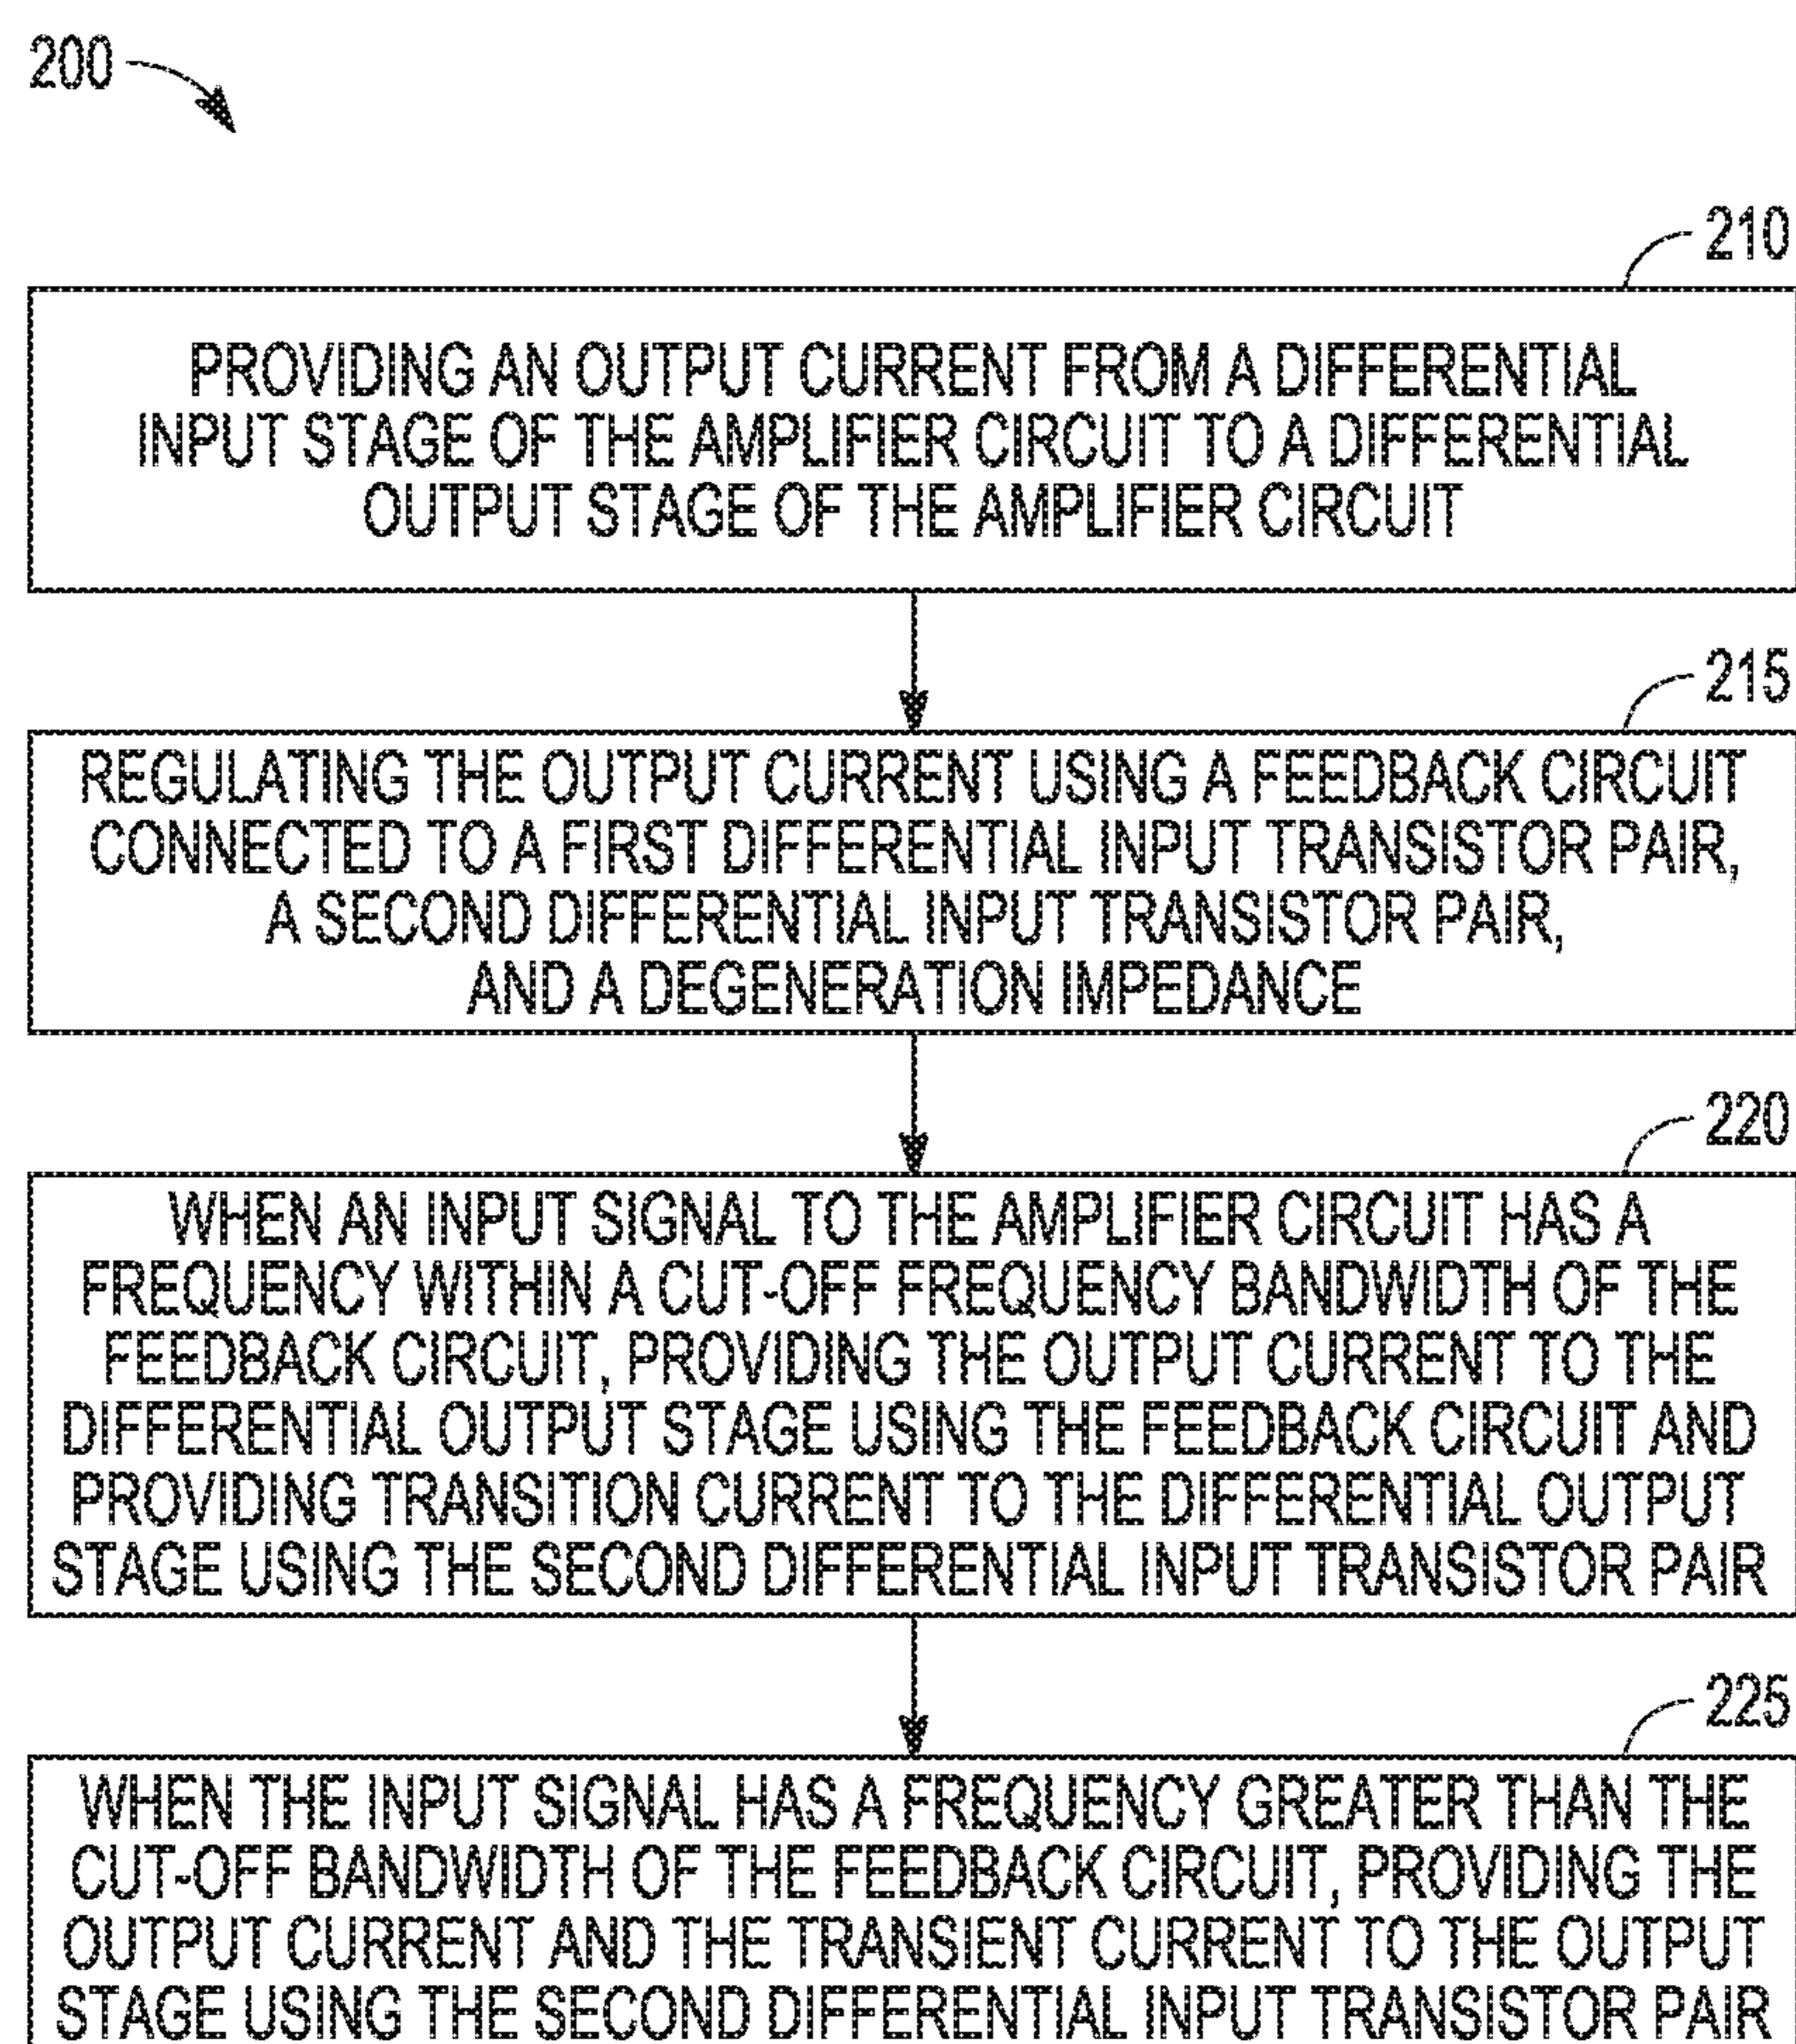 200
210
PROVIDING AN OUTPUT CURRENT FROM A DIFFERENTIAL
INPUT STAGE OF THE AMPLIFIER CIRCUIT TO A DIFFERENTIAL
OUTPUT STAGE OF THE AMPLIFIER CIRCUIT
215
REGULATING THE OUTPUT CURRENT USING A FEEDBACK CIRCUIT
CONNECTED TO A FIRST DIFFERENTIAL INPUT TRANSISTOR PAIR,
A SECOND DIFFERENTIAL INPUT TRANSISTOR PAIR,
AND A DEGENERATION IMPEDANCE
220
WHEN AN INPUT SIGNAL TO THE AMPLIFIER CIRCUIT HAS A
FREQUENCY WITHIN A CUT-OFF FREQUENCY BANDWIDTH OF THE
FEEDBACK CIRCUIT, PROVIDING THE OUTPUT CURRENT TO THE
DIFFERENTIAL OUTPUT STAGE USING THE FEEDBACK CIRCUIT AND
PROVIDING TRANSITION CURRENT TO THE DIFFERENTIAL OUTPUT
STAGE USING THE SECOND DIFFERENTIAL INPUT TRANSISTOR PAIR
225
WHEN THE INPUT SIGNAL HAS A FREQUENCY GREATER THAN THE
CUT-OFF BANDWIDTH OF THE FEEDBACK CIRCUIT, PROVIDING THE
OUTPUT CURRENT AND THE TRANSIENT CURRENT TO THE OUTPUT
STAGE USING THE SECOND DIFFERENTIAL INPUT TRANSISTOR PAIR